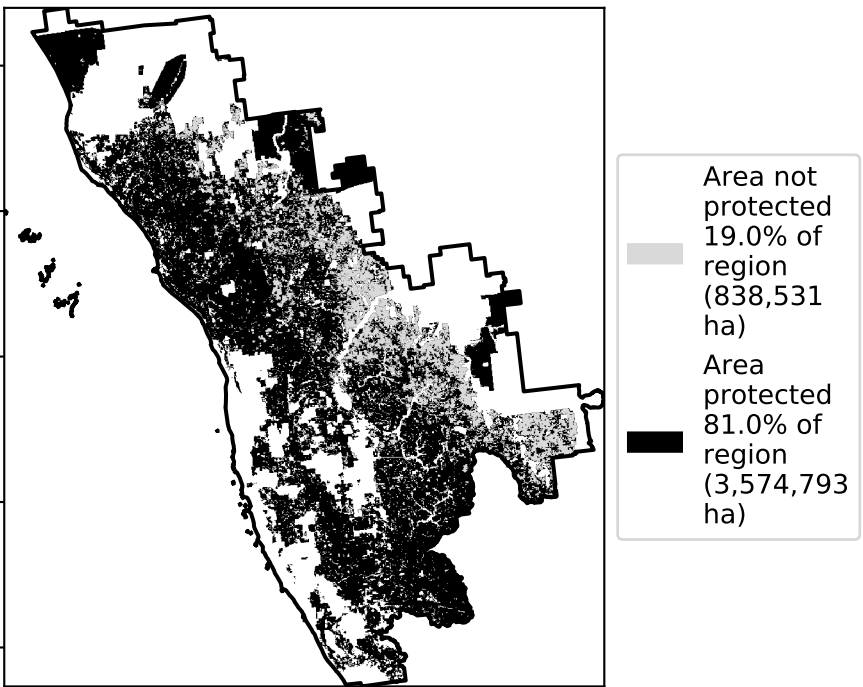 Area not
protected
19.0% of
region
(838,531
ha)
Area
protected
81.0% of
region
(3,574,793
ha)